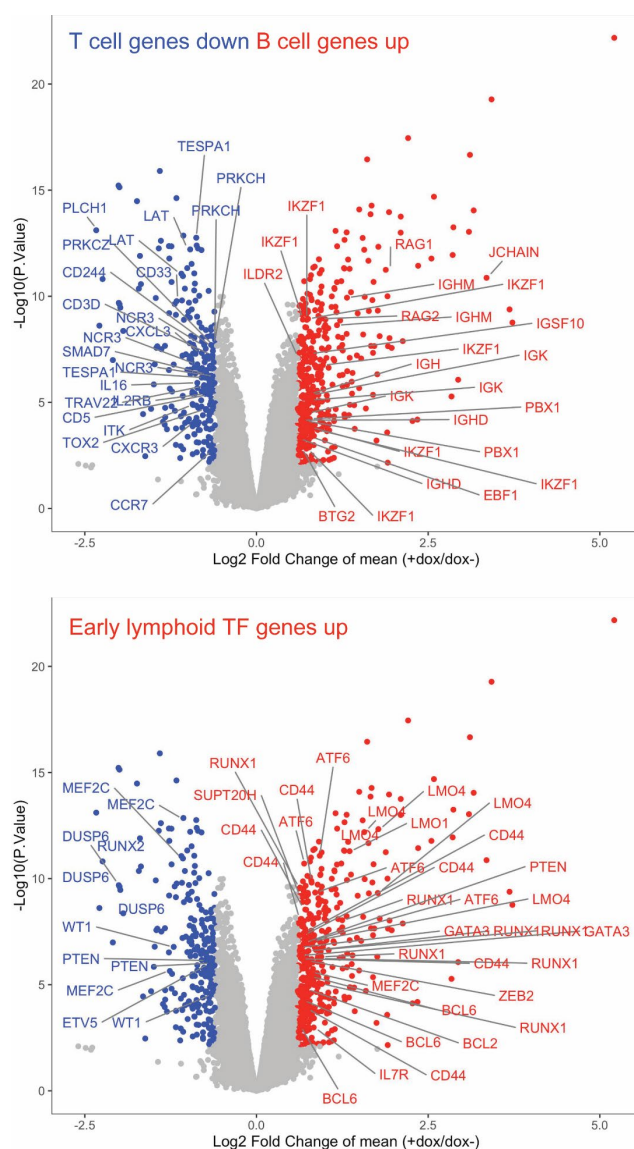 T cell genes down B cell genes up
20
15
10
5
0
-2.5
0.0
2.5
5.0
-Log10(P.Value)
Log2 Fold Change of mean (+dox/dox-)
TESPA1
PRKCH
PLCH1
LAT
PRKCH
PRKCZ
LAT
CD244
CD33
CD3D
NCR3
CXCL3
NCR3
SMAD7
NCR3
TESPA1
IL16
TRAV22
IL2RB
CD5
ITK
TOX2
CXCR3
CCR7
IKZF1
IKZF1
RAG1
ILDR2
JCHAIN
IGHM
IKZF1
RAG2
IGHM
IGSF10
IKZF1
IGH
IGK
IGK
IGK
PBX1
IGHD
IKZF1
PBX1
IGHD
IKZF1
EBF1
BTG2
IKZF1
Early lymphoid TF genes up
20
15
10
5
0
-2.5
0.0
2.5
5.0
-Log10(P.Value)
Log2 Fold Change of mean (+dox/dox-)
MEF2C
MEF2C
DUSP6
RUNX2
DUSP6
DUSP6
WT1
PTEN
PTEN
MEF2C
ETV5
WT1
RUNX1
ATF6
SUPT20H
CD44
LMO4
LMO4
LMO4
CD44
ATF6
LMO4
LMO1
CD44
CD44
ATF6
CD44
PTEN
RUNX1
ATF6
LMO4
GATA3
RUNX1
RUNX1
GATA3
RUNX1
CD44
RUNX1
MEF2C
ZEB2
BCL6
RUNX1
BCL6
BCL2
IL7R
CD44
BCL6